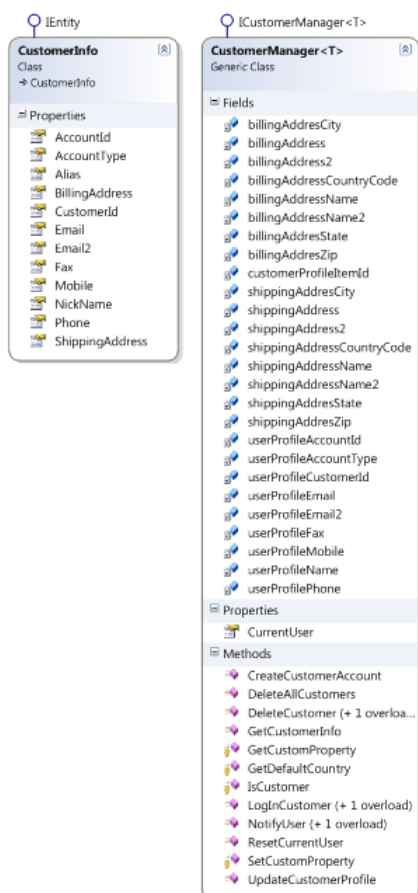 IEntity
CustomerInfo
Class
→ CustomerInfo
Properties
AccountId
AccountType
Alias
BillingAddress
CustomerId
Email
Email2
Fax
Mobile
NickName
Phone
ShippingAddress
ICustomerManager<T>
CustomerManager<T>
Generic Class
Fields
billingAddresCity
billingAddress
billingAddress2
billingAddressCountryCode
billingAddressName
billingAddressName2
billingAddresState
billingAddresZip
customerProfileItemId
shippingAddresCity
shippingAddress
shippingAddress2
shippingAddressCountryCode
shippingAddressName
shippingAddressName2
shippingAddresState
shippingAddresZip
userProfileAccountId
userProfileAccountType
userProfileCustomerId
userProfileEmail
userProfileEmail2
userProfileFax
userProfileMobile
userProfileName
userProfilePhone
Properties
CurrentUser
Methods
CreateCustomerAccount
DeleteAllCustomers
DeleteCustomer (+ 1 overloa...
GetCustomerInfo
GetCustomProperty
GetDefaultCountry
IsCustomer
LogInCustomer (+ 1 overload)
NotifyUser (+ 1 overload)
ResetCurrentUser
SetCustomProperty
UpdateCustomerProfile